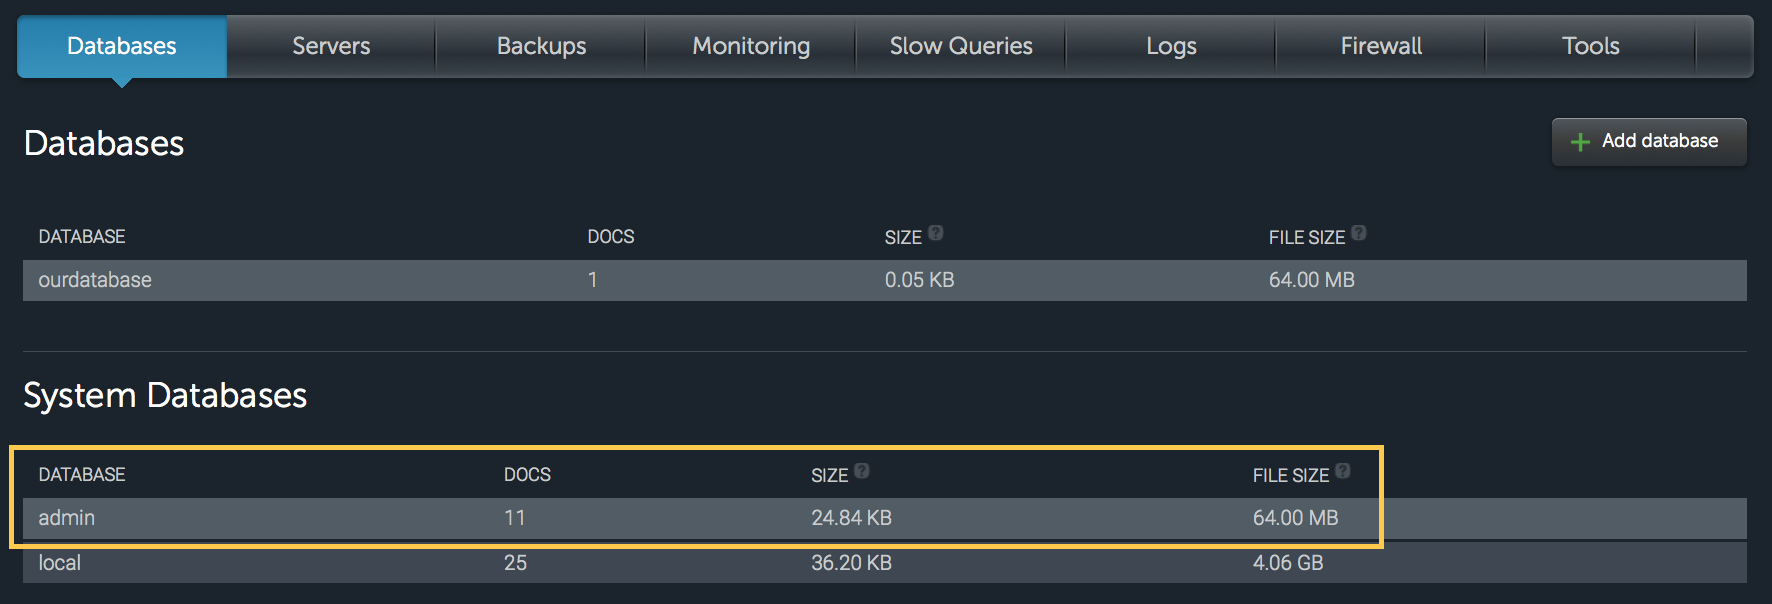 Databases Servers Backups Monitoring Slow Queries Logs Firewall Tools
Databases
+ Add database
DATABASE DOCS SIZE ? FILE SIZE ?
ourdatabase 1 0.05 KB 64.00 MB
System Databases
DATABASE DOCS SIZE ? FILE SIZE ?
admin 11 24.84 KB 64.00 MB
local 25 36.20 KB 4.06 GB